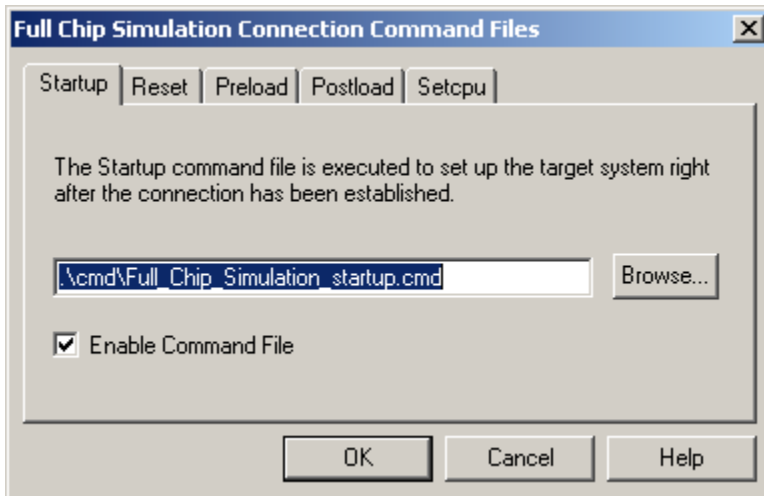 Full Chip Simulation Connection Command Files
Startup Reset Preload Postload Setcpu
The Startup command file is executed to set up the target system right
after the connection has been established.
.\cmd\Full_Chip_Simulation_startup.cmd Browse...
Enable Command File
OK Cancel Help